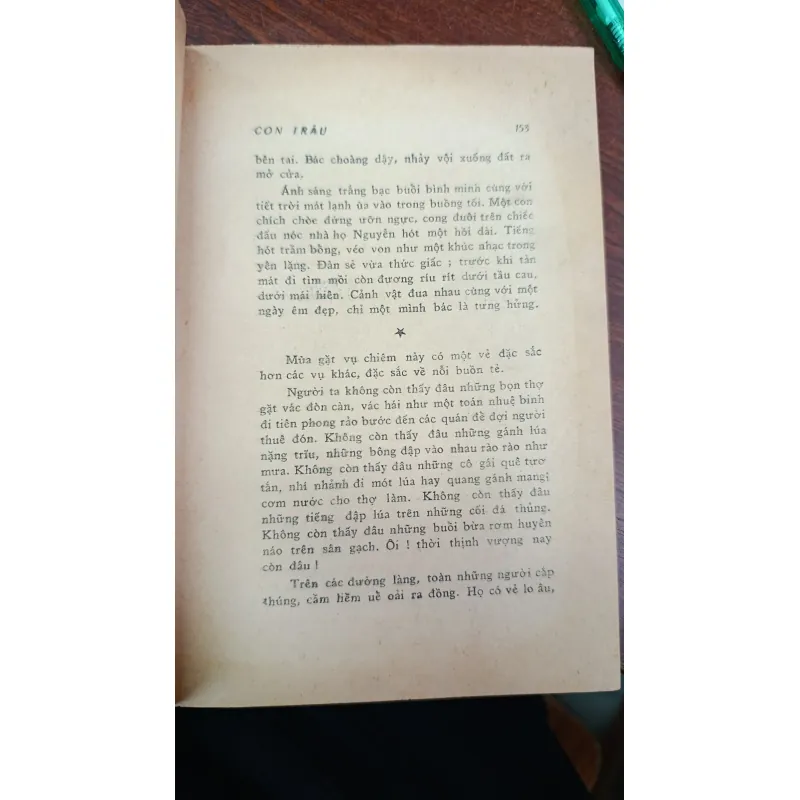 CON TRÂU 155
bên tai. Bác choàng dậy, nhảy vội xuống đất ra
mở cửa.
Ánh sáng trắng bạc buổi bình minh cùng với
tiết trời mát lạnh ùa vào trong buồng tối. Một con
chích chòe đứng ưỡn ngực, cong đuôi trên chiếc
đấu nóc nhà họ Nguyễn hót một hồi dài. Tiếng
hót trầm bồng, véo von như một khúc nhạc trong
yên lặng. Đàn sẻ vừa thức giấc ; trước khi tản
mát đi tìm mồi còn đương ríu rít dưới tầu cau,
dưới mái hiên. Cảnh vật đua nhau cùng với một
ngày êm đẹp, chỉ một mình bác là tưng hửng.
Mùa gặt vụ chiêm này có một vẻ đặc sắc
hơn các vụ khác, đặc sắc về nỗi buồn tẻ.
Người ta không còn thấy đâu những bọn thợ
gặt vác đòn càn, vác hái như một toán nhuệ binh
đi tiên phong rảo bước đến các quán để đợi người
thuê đón. Không còn thấy đâu những gánh lúa
nặng trĩu, những bông đập vào nhau rào rào như
mưa. Không còn thấy đâu những cô gái quê tươ
tắn, nhí nhảnh đi mót lúa hay quang gánh mang
cơm nước cho thợ làm. Không còn thấy đâu
những tiếng đập lúa trên những cối đá thủng.
Không còn thấy đâu những buổi bừa rơm huyên
náo trên sân gạch. Ôi ! thời thịnh vượng nay
còn đâu !
Trên các đường làng, toàn những người cắp
thúng, cầm hềm uể oải ra đồng. Họ có vẻ lo âu,